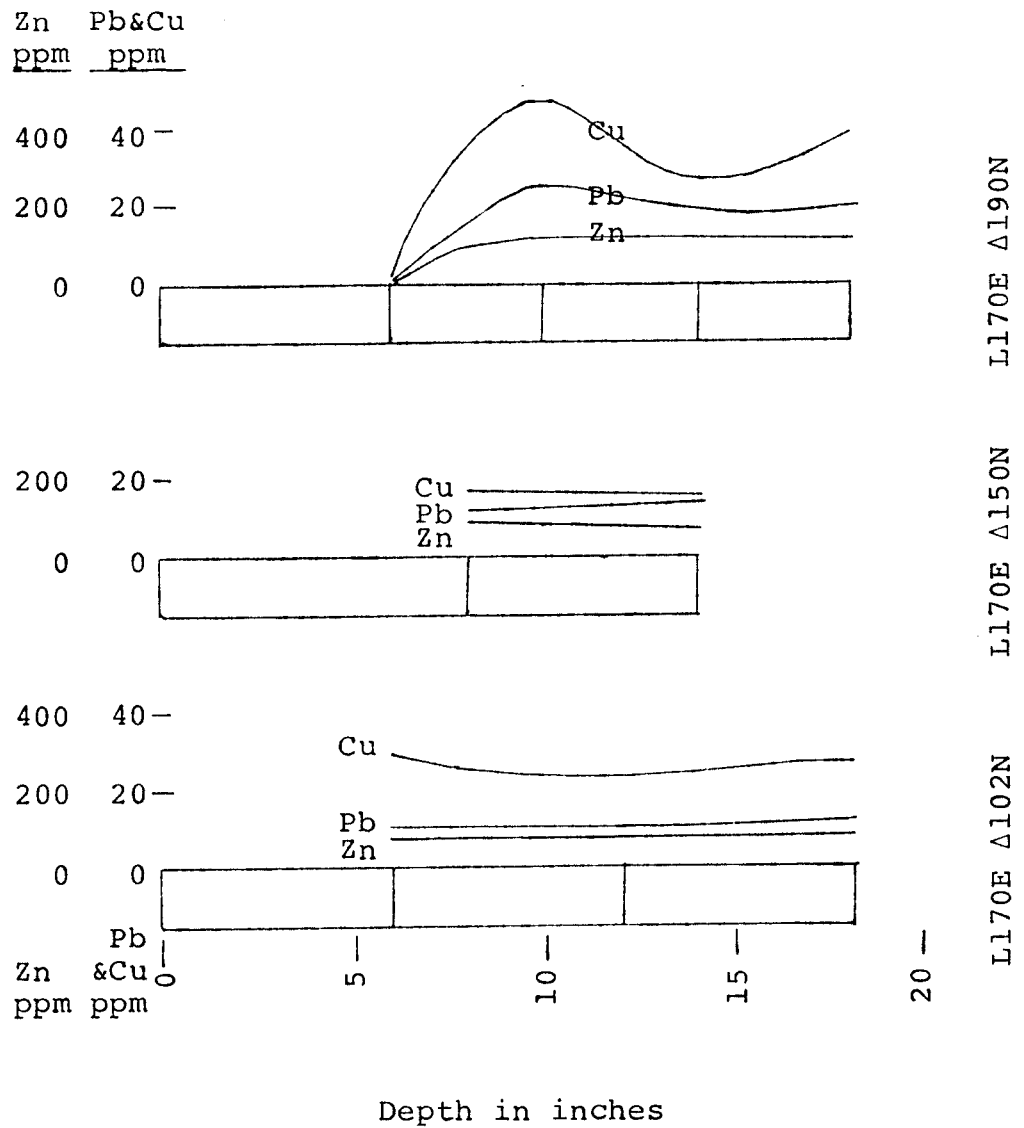 Zn Pb&Cu
ppm ppm
400 40
Cu
200 20
Pb
Zn
0 0
L170E Δ190N
200 20
Cu
Pb
Zn
0 0
L170E Δ150N
400 40
Cu
200 20
Pb
Zn
0 0
L170E Δ102N
Pb
Zn &Cu
ppm ppm
0 5 10 15 20
Depth in inches